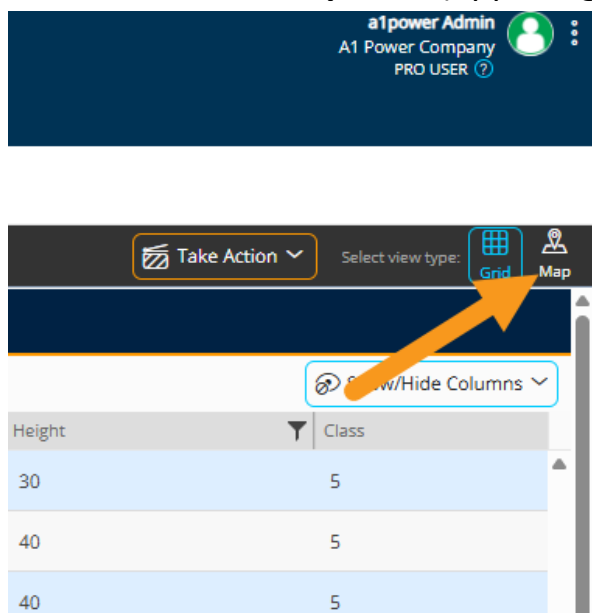 a1power Admin
A1 Power Company
PRO USER ?
Take Action
Select view type:
Grid
Map
Hide Columns
Height
Class
30
5
40
5
40
5